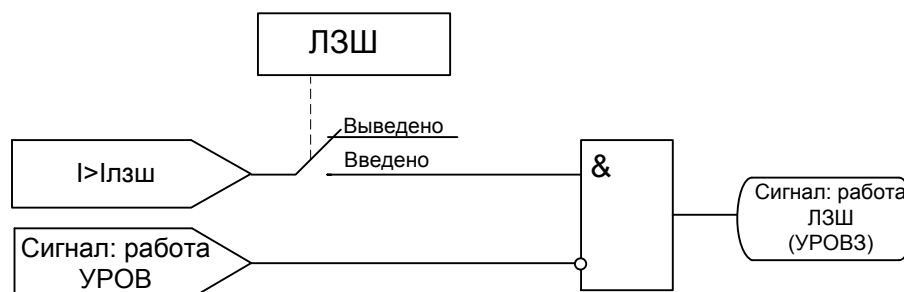 ЛЗШ
Выведено
Введено
I>Iлзш
&
Сигнал: работа
ЛЗШ
(УРОВЗ)
Сигнал: работа
УРОВ